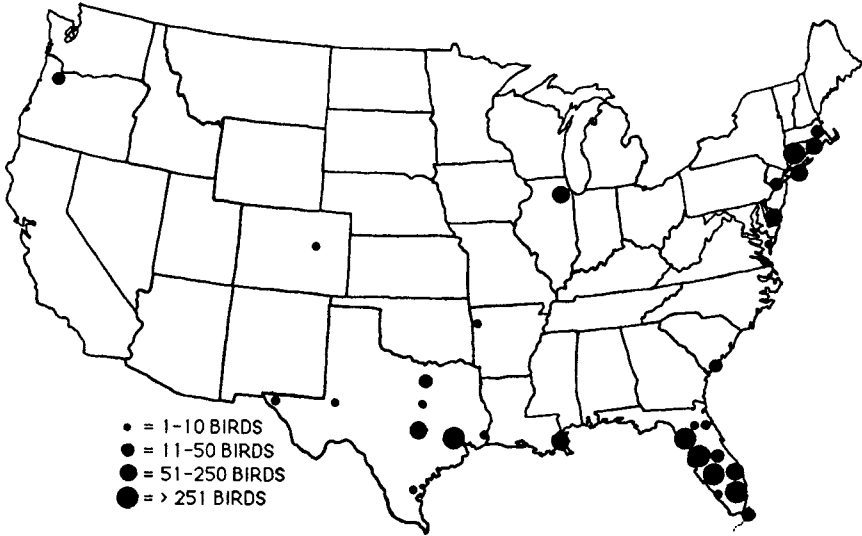 • = 1-10 BIRDS
● = 11-50 BIRDS
● = 51-250 BIRDS
● = > 251 BIRDS